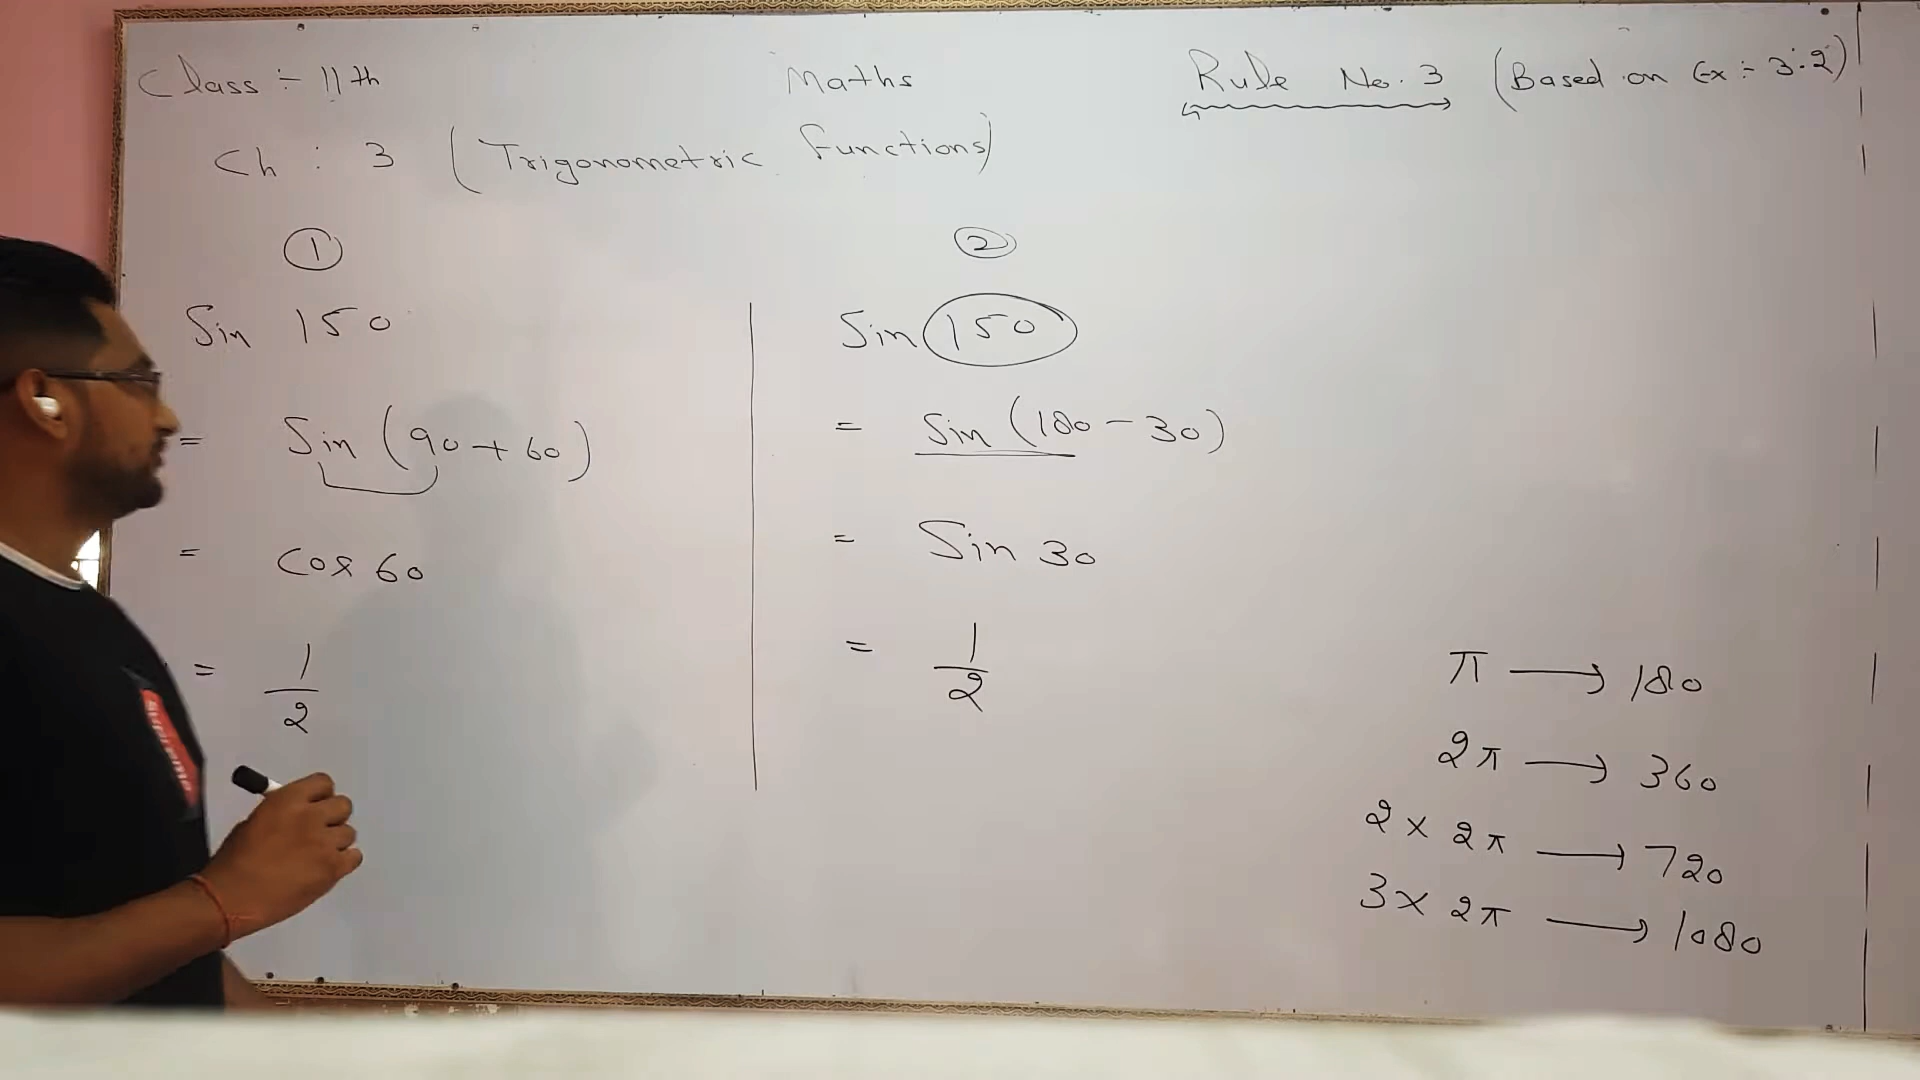 Class :- 11th Maths Rule No. 3 (Based on Ex :- 3.2)
Ch : 3 (Trigonometric Functions)
1
Sin 150
= Sin (90 + 60)
= Cos 60
= 1/2
2
Sin 150
= Sin (180 - 30)
= Sin 30
= 1/2
π → 180
2π → 360
2 × 2π → 720
3 × 2π → 1080
Supreme